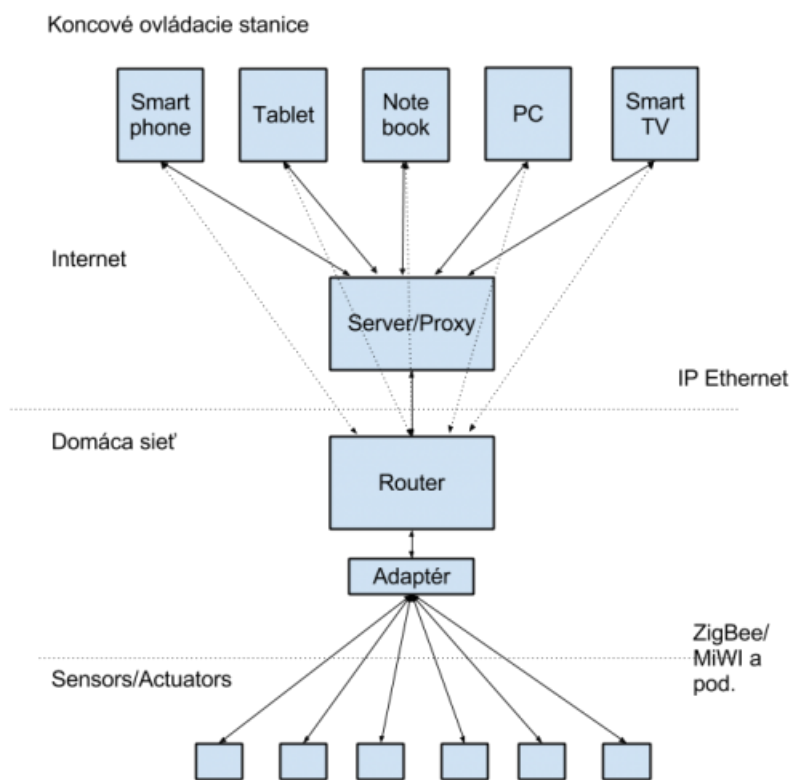 Koncové ovládacie stanice
Smart
phone
Tablet
Note
book
PC
Smart
TV
Internet
Server/Proxy
IP Ethernet
Domáca sieť
Router
Adaptér
ZigBee/
MiWI a
pod.
Sensors/Actuators